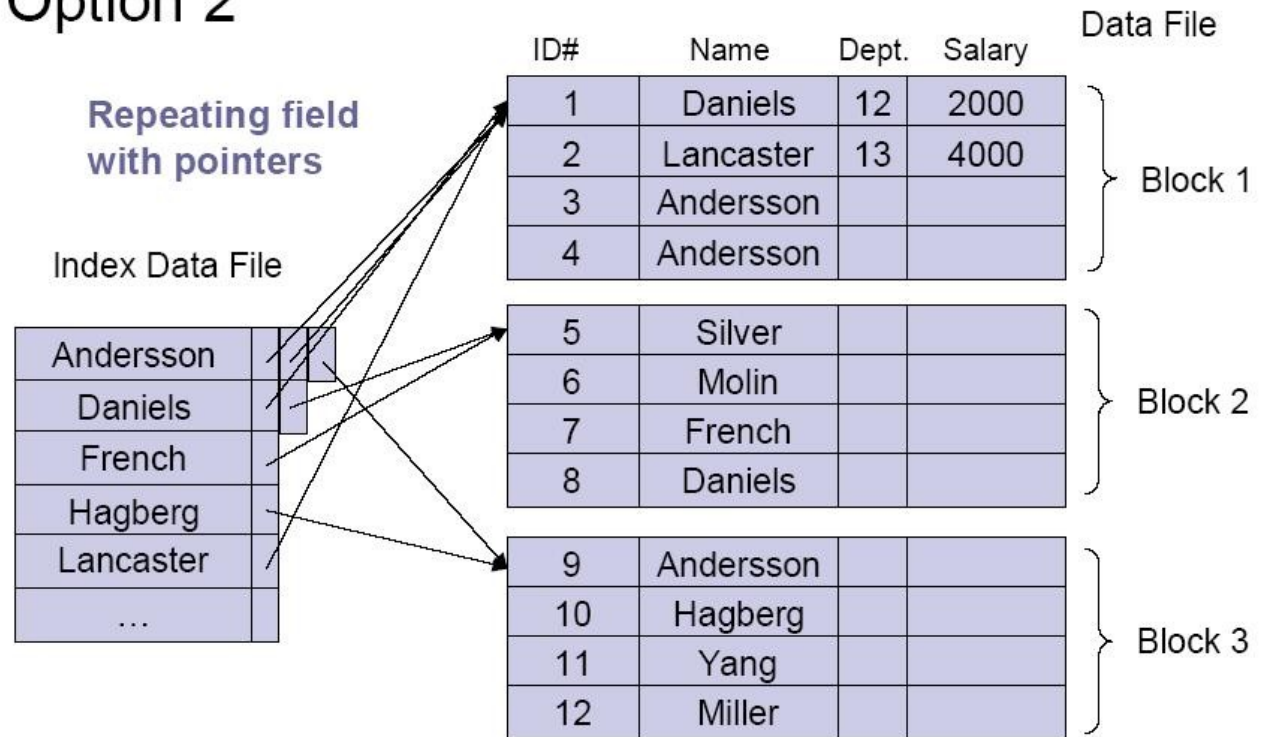 Option 2
Data File
ID# Name Dept. Salary
Repeating field
with pointers
1 Daniels 12 2000
2 Lancaster 13 4000
3 Andersson
4 Andersson
Block 1
Index Data File
Andersson
Daniels
French
Hagberg
Lancaster
...
5 Silver
6 Molin
7 French
8 Daniels
Block 2
9 Andersson
10 Hagberg
11 Yang
12 Miller
Block 3